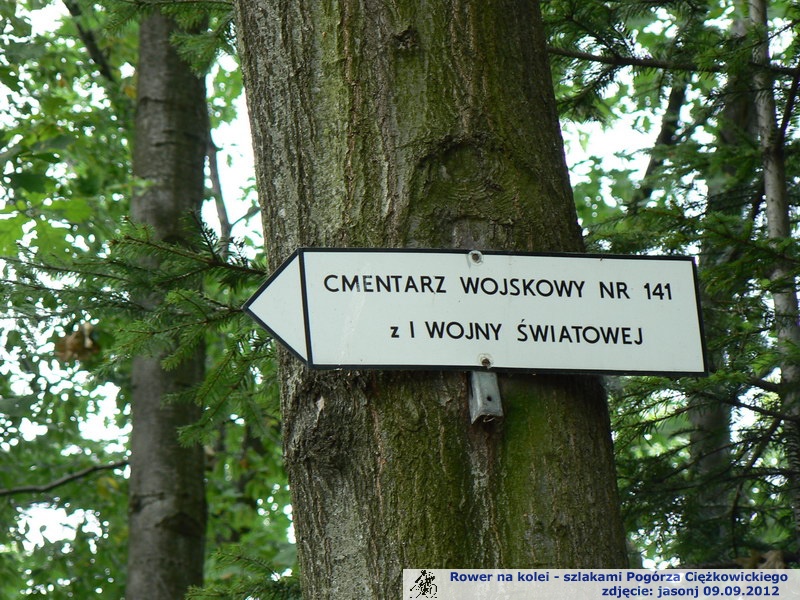 CMENTARZ WOJSKOWY NR 141
z I WOJNY ŚWIATOWEJ
Rower na kolei - szlakami Pogórza Ciężkowickiego
zdjęcie: jasonj 09.09.2012